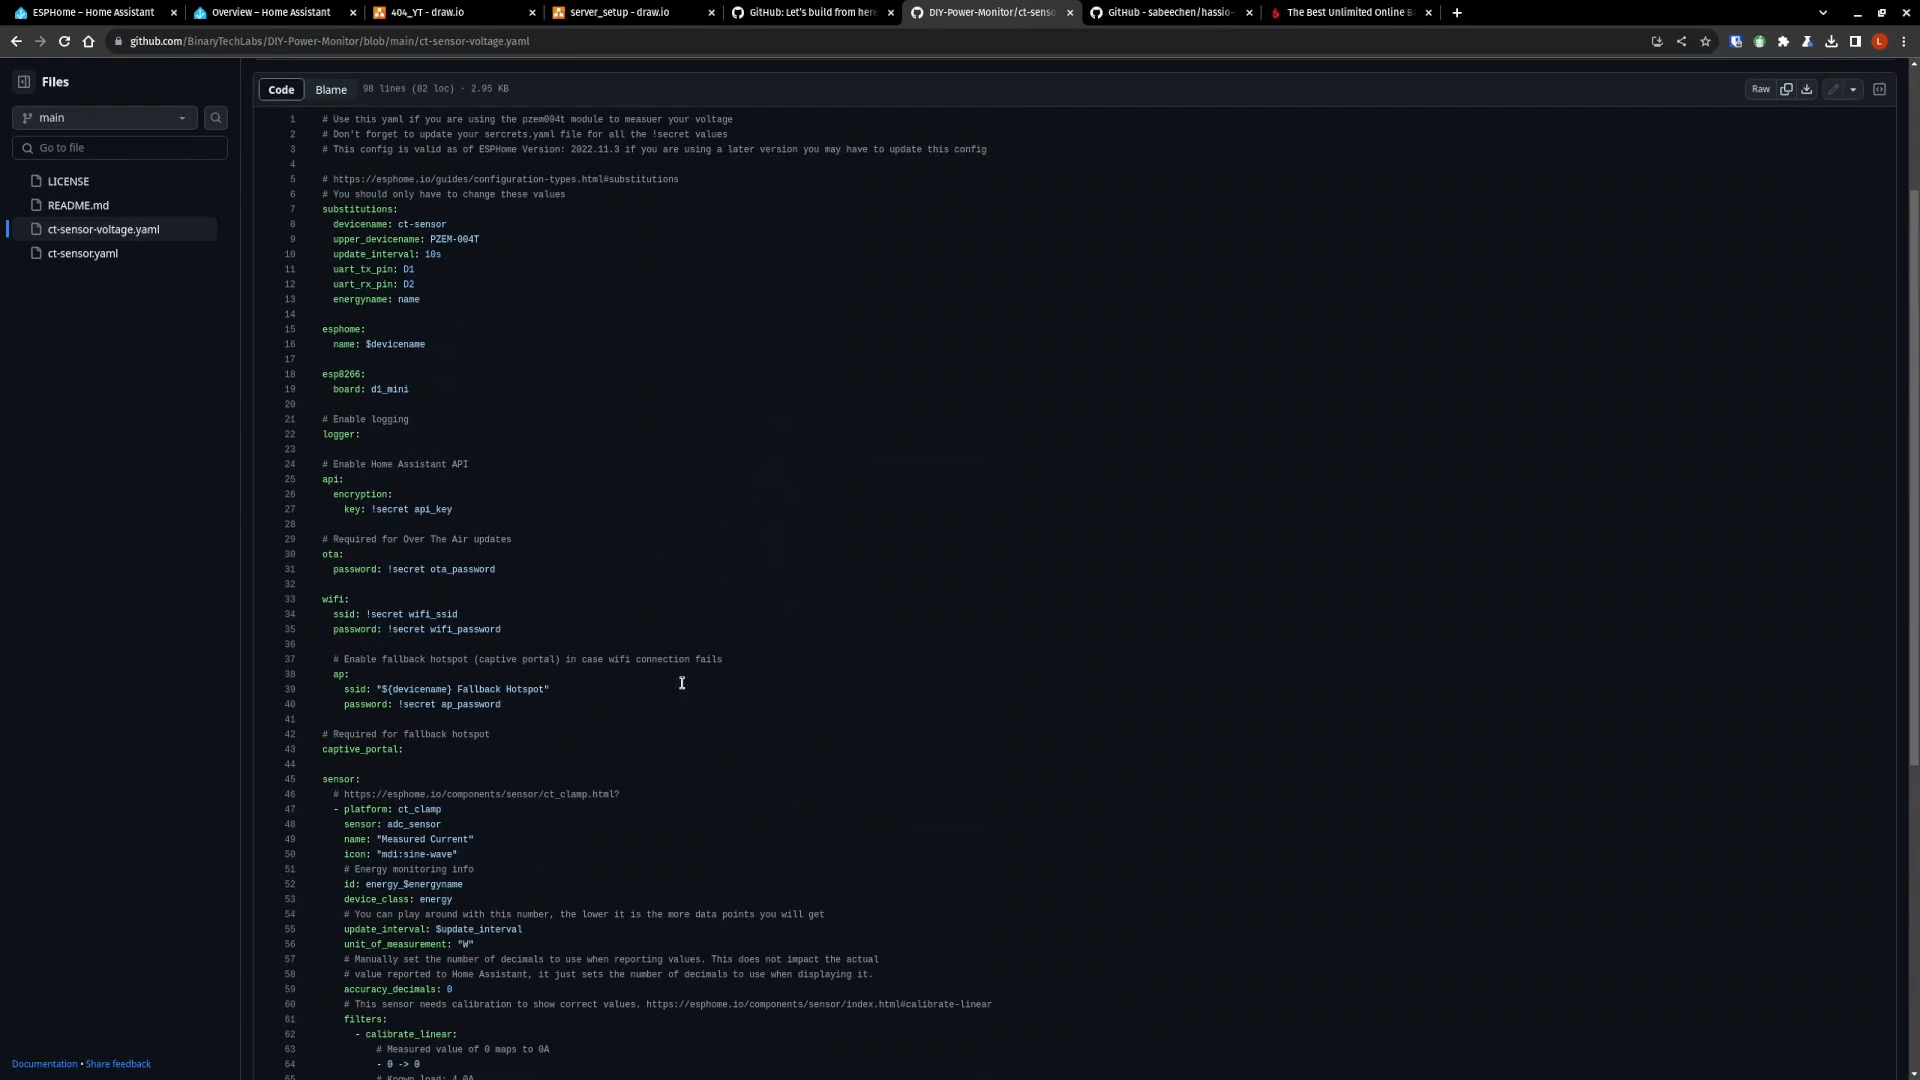 ESPHome – Home Assistant
Overview – Home Assistant
404_YT - draw.io
server_setup - draw.io
GitHub: Let's build from here
DIY-Power-Monitor/ct-senso
GitHub - sabeechen/hassio-
The Best Unlimited Online B
github.com/BinaryTechLabs/DIY-Power-Monitor/blob/main/ct-sensor-voltage.yaml
L
Files
main
Go to file
LICENSE
README.md
ct-sensor-voltage.yaml
ct-sensor.yaml
Documentation • Share feedback
Code Blame 98 lines (82 loc) · 2.95 KB Raw
1 # Use this yaml if you are using the pzem004t module to measuer your voltage
2 # Don't forget to update your sercrets.yaml file for all the !secret values
3 # This config is valid as of ESPHome Version: 2022.11.3 if you are using a later version you may have to update this config
4
5 # https://esphome.io/guides/configuration-types.html#substitutions
6 # You should only have to change these values
7 substitutions:
8 devicename: ct-sensor
9 upper_devicename: PZEM-004T
10 update_interval: 10s
11 uart_tx_pin: D1
12 uart_rx_pin: D2
13 energyname: name
14
15 esphome:
16 name: $devicename
17
18 esp8266:
19 board: d1_mini
20
21 # Enable logging
22 logger:
23
24 # Enable Home Assistant API
25 api:
26 encryption:
27 key: !secret api_key
28
29 # Required for Over The Air updates
30 ota:
31 password: !secret ota_password
32
33 wifi:
34 ssid: !secret wifi_ssid
35 password: !secret wifi_password
36
37 # Enable fallback hotspot (captive portal) in case wifi connection fails
38 ap:
39 ssid: "${devicename} Fallback Hotspot"
40 password: !secret ap_password
41
42 # Required for fallback hotspot
43 captive_portal:
44
45 sensor:
46 # https://esphome.io/components/sensor/ct_clamp.html?
47 - platform: ct_clamp
48 sensor: adc_sensor
49 name: "Measured Current"
50 icon: "mdi:sine-wave"
51 # Energy monitoring info
52 id: energy_$energyname
53 device_class: energy
54 # You can play around with this number, the lower it is the more data points you will get
55 update_interval: $update_interval
56 unit_of_measurement: "W"
57 # Manually set the number of decimals to use when reporting values. This does not impact the actual
58 # value reported to Home Assistant, it just sets the number of decimals to use when displaying it.
59 accuracy_decimals: 0
60 # This sensor needs calibration to show correct values. https://esphome.io/components/sensor/index.html#calibrate-linear
61 filters:
62 - calibrate_linear:
63 # Measured value of 0 maps to 0A
64 - 0 -> 0
65 # Known load: 4.0A